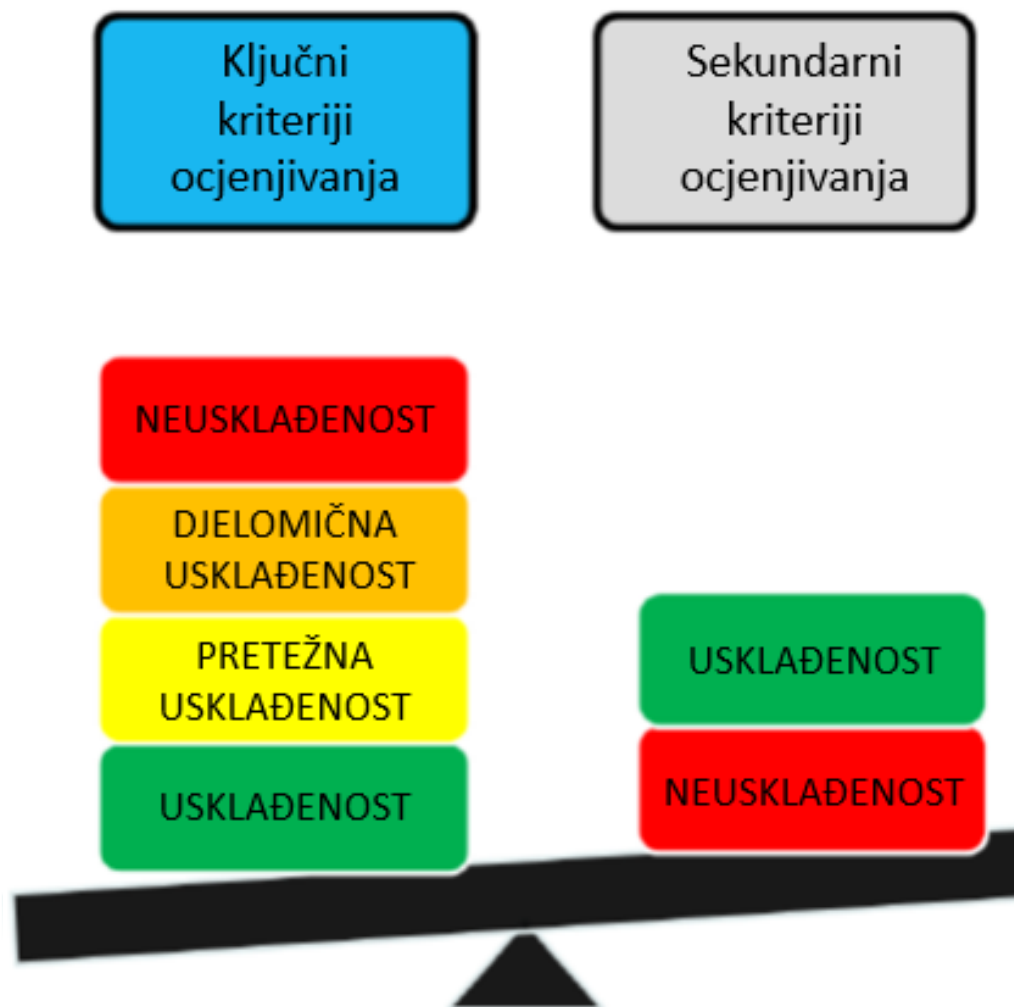 Ključni
kriteriji
ocjenjivanja
Sekundarni
kriteriji
ocjenjivanja
NEUSKLAĐENOST
DJELOMIČNA
USKLAĐENOST
PRETEŽNA
USKLAĐENOST
USKLAĐENOST
USKLAĐENOST
NEUSKLAĐENOST